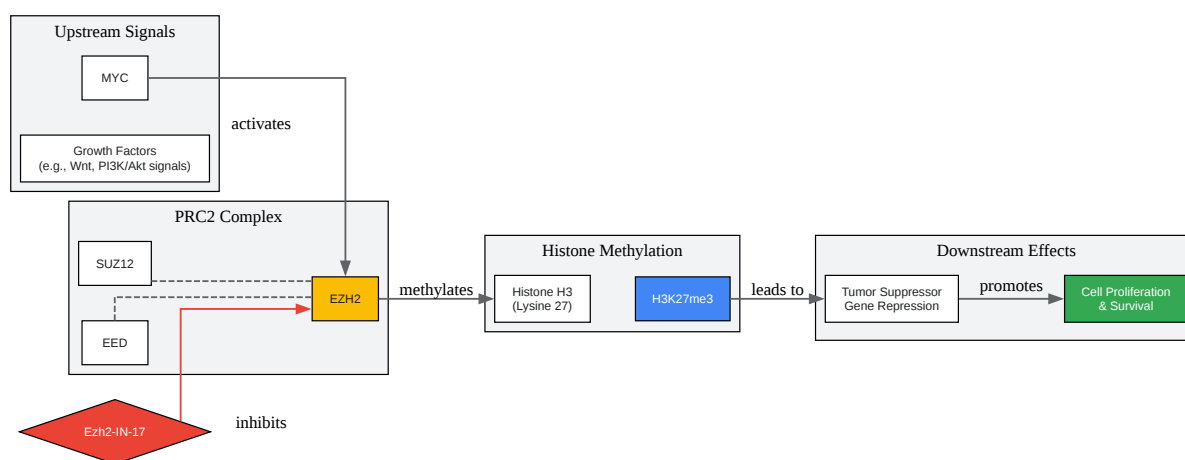 Upstream Signals
MYC
activates
Growth Factors
(e.g., Wnt, PI3K/Akt signals)
PRC2 Complex
SUZ12
EZH2
EED
methylates
Histone Methylation
Histone H3
(Lysine 27)
H3K27me3
leads to
Downstream Effects
Tumor Suppressor
Gene Repression
promotes
Cell Proliferation
& Survival
Ezh2-IN-17
inhibits